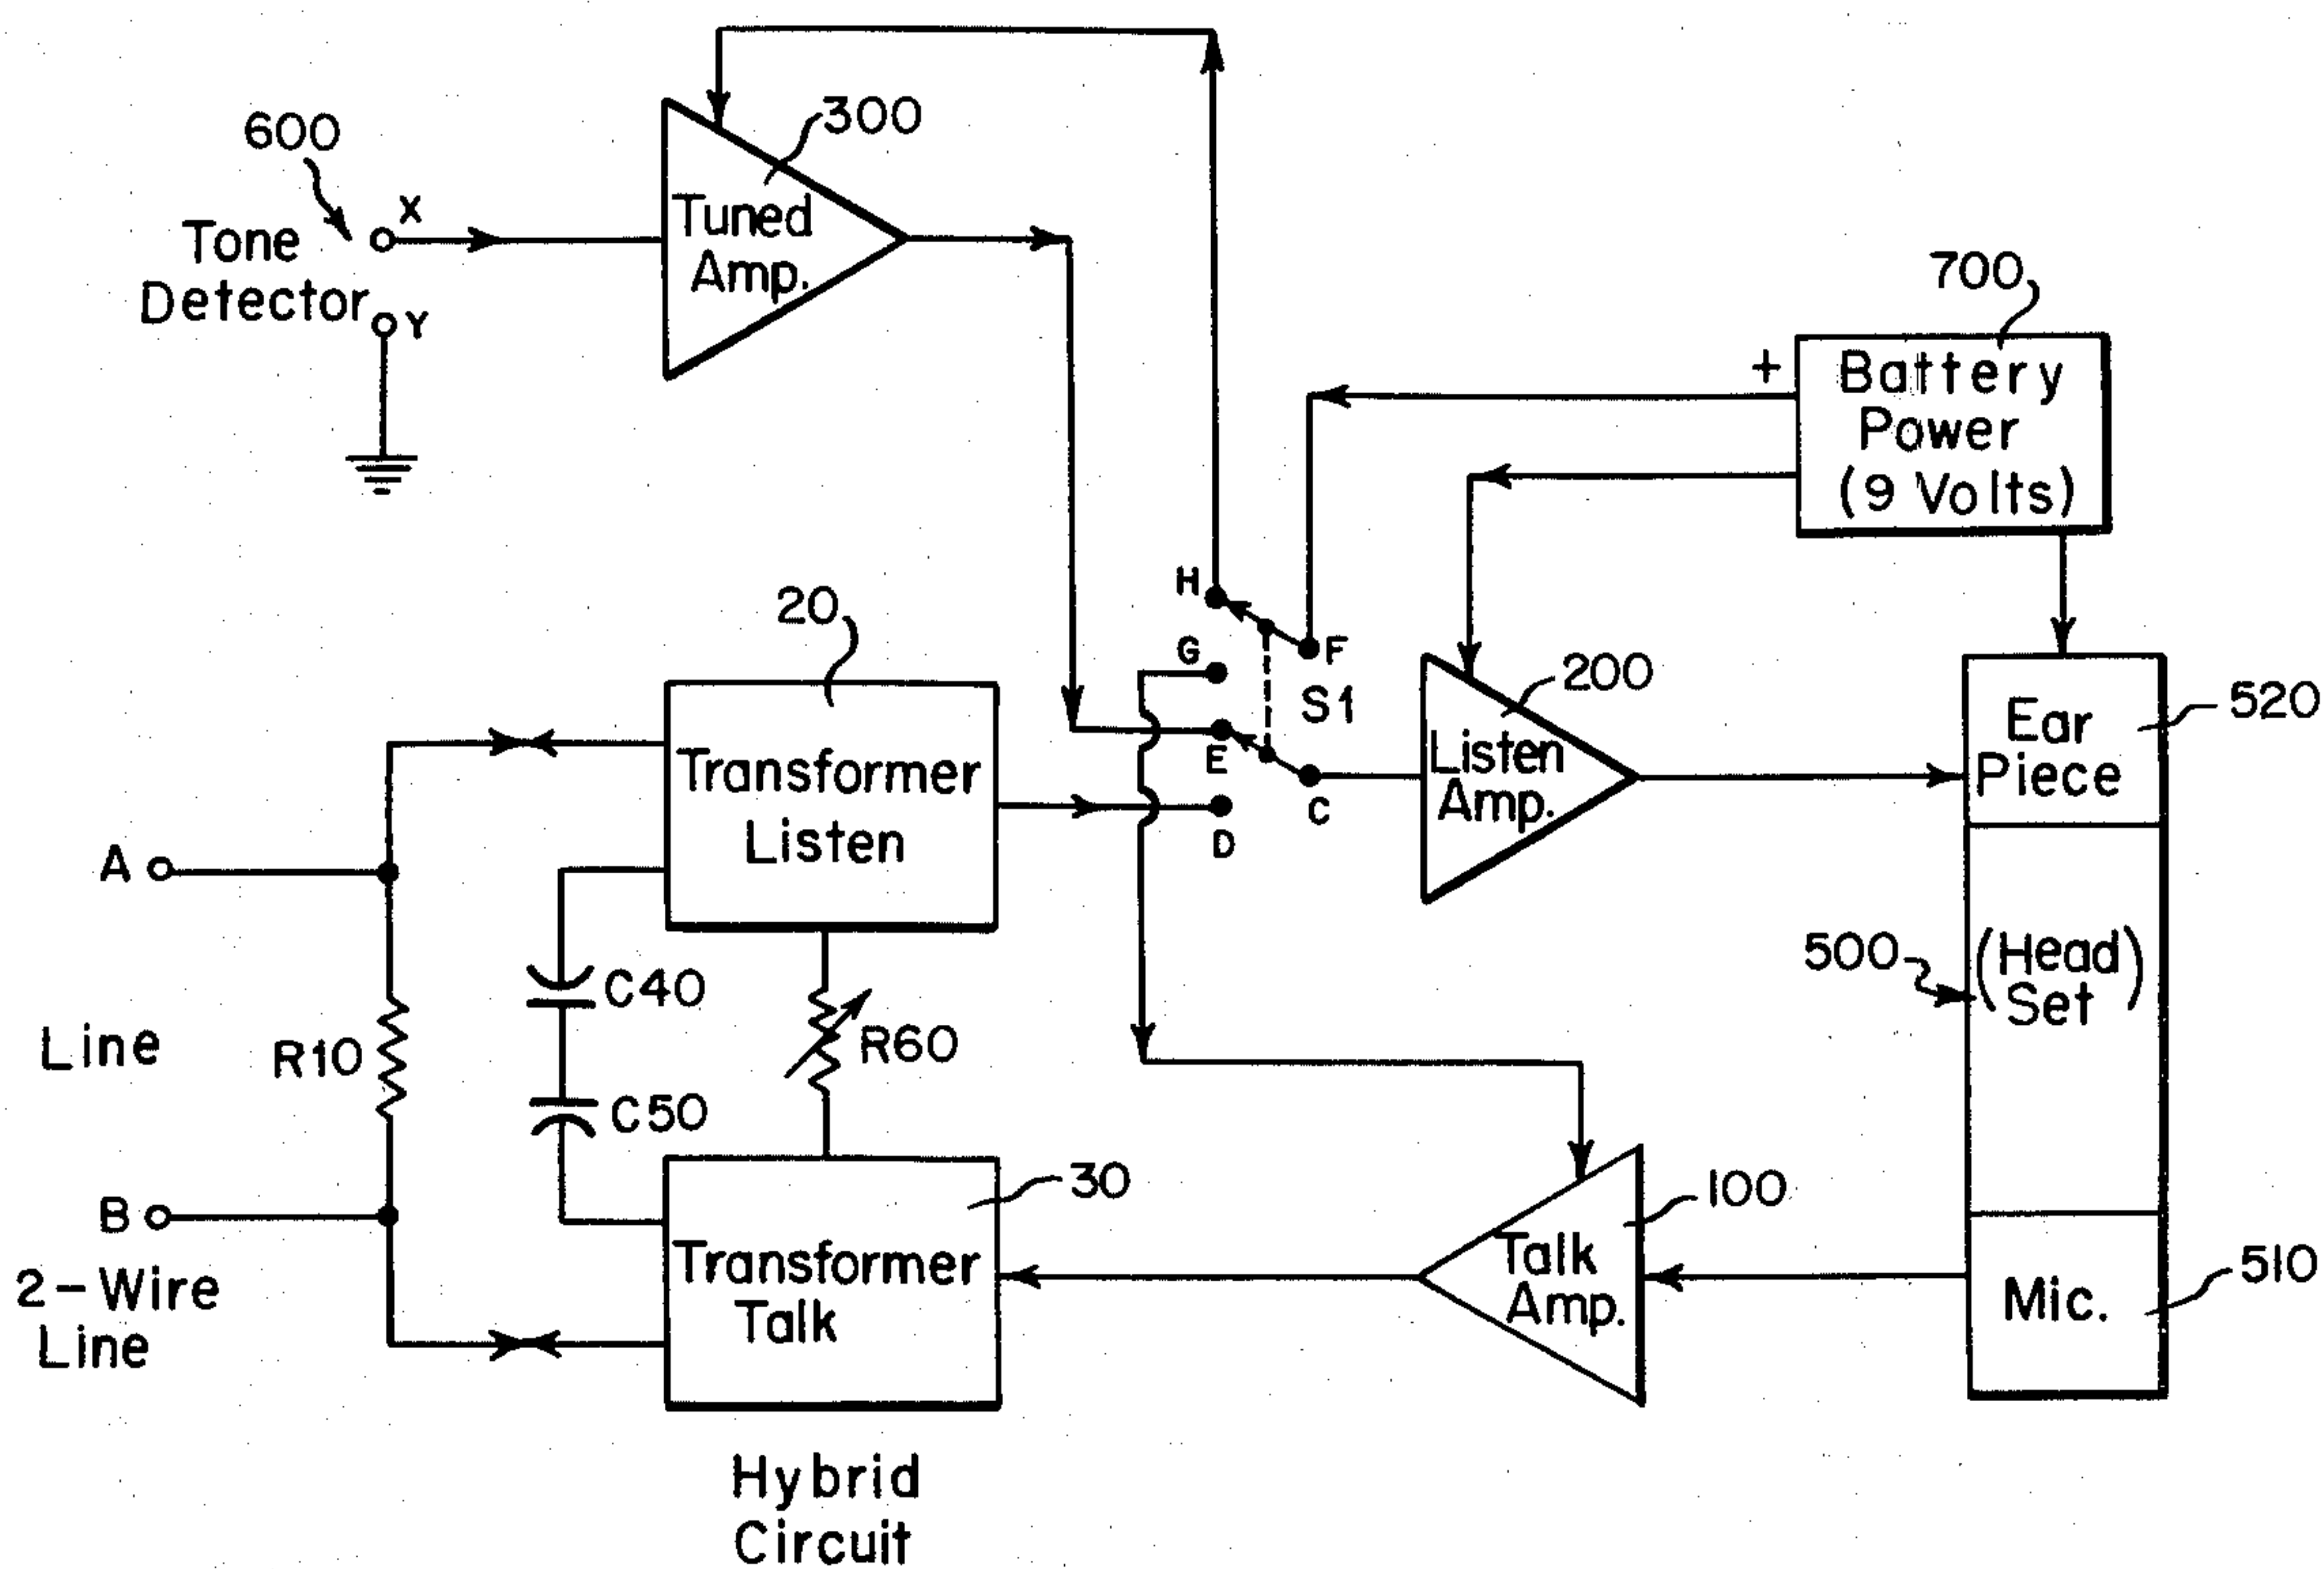 600
X
300
Tone
Detector
Y
Tuned
Amp.
700
+
Battery
Power
(9 Volts)
20
H
G
F
S1
E
D
C
200
Listen
Amp.
520
Ear
Piece
Transformer
Listen
A
500
(Head)
Set
C40
R60
Line
R10
C50
B
2-Wire
Line
30
Transformer
Talk
100
Talk
Amp.
510
Mic.
Hybrid
Circuit